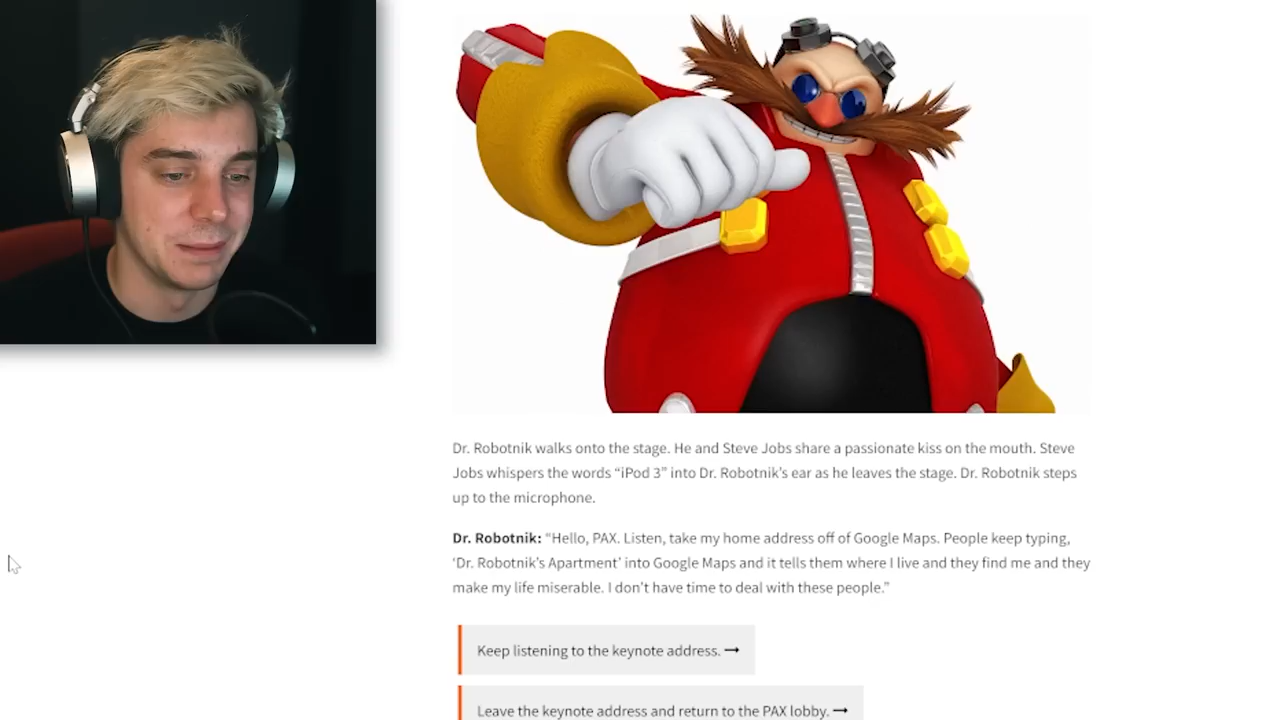 Dr. Robotnik walks onto the stage. He and Steve Jobs share a passionate kiss on the mouth. Steve
Jobs whispers the words “iPod 3” into Dr. Robotnik’s ear as he leaves the stage. Dr. Robotnik steps
up to the microphone.
Dr. Robotnik: “Hello, PAX. Listen, take my home address off of Google Maps. People keep typing,
‘Dr. Robotnik’s Apartment’ into Google Maps and it tells them where I live and they find me and they
make my life miserable. I don’t have time to deal with these people.”
Keep listening to the keynote address. →
Leave the keynote address and return to the PAX lobby. →